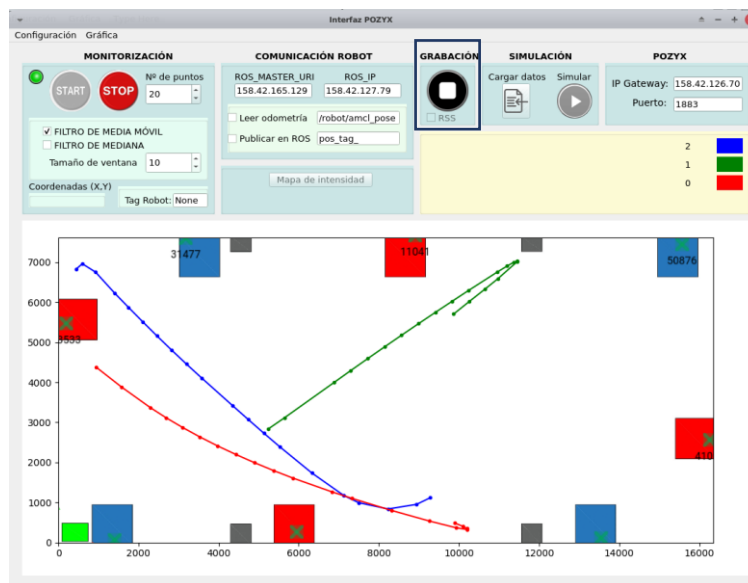 Interfaz POZYX
Configuración Gráfica
MONITORIZACIÓN
START
STOP
Nº de puntos
20
FILTRO DE MEDIA MÓVIL
FILTRO DE MEDIANA
Tamaño de ventana 10
Coordenadas (X,Y)
Tag Robot: None
COMUNICACIÓN ROBOT
ROS_MASTER_URI ROS_IP
158.42.165.129 158.42.127.79
Leer odometría /robot/amcl_pose
Publicar en ROS pos_tag_
Mapa de intensidad
GRABACIÓN
RSS
SIMULACIÓN
Cargar datos Simular
POZYX
IP Gateway: 158.42.126.70
Puerto: 1883
2
1
0
31477
11041
50876
533
410
7000
6000
5000
4000
3000
2000
1000
0
0 2000 4000 6000 8000 10000 12000 14000 16000